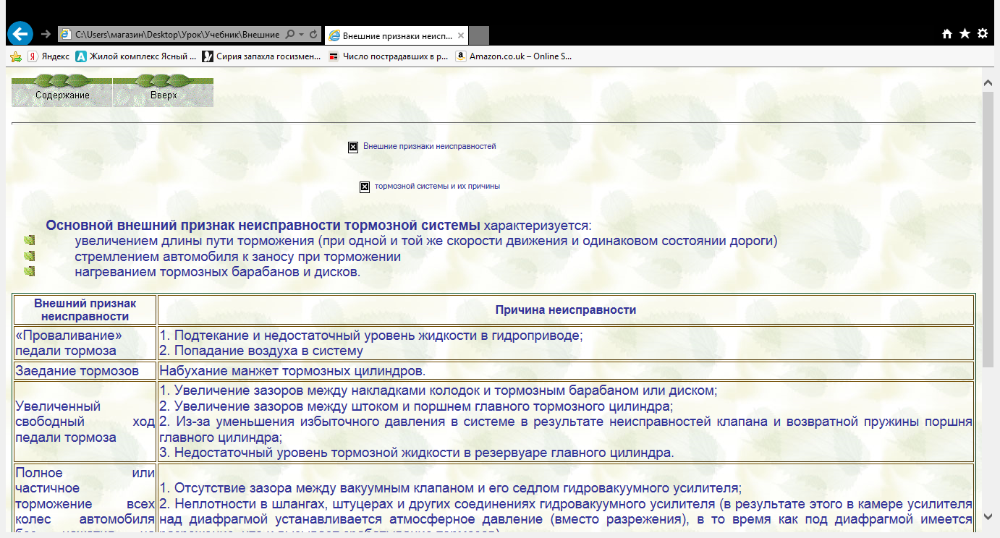 C:\Users\магазин\Desktop\Урок\Учебник\Внешние
Внешние признаки неисп...
Яндекс
Жилой комплекс Ясный ...
Сирия запахла госизмен...
Число пострадавших в р...
Amazon.co.uk – Online S...
Содержание
Вверх
Внешние признаки неисправностей
тормозной системы и их причины
Основной внешний признак неисправности тормозной системы характеризуется:
увеличением длины пути торможения (при одной и той же скорости движения и одинаковом состоянии дороги)
стремлением автомобиля к заносу при торможении
нагреванием тормозных барабанов и дисков.
Внешний признак
неисправности
Причина неисправности
«Проваливание»
педали тормоза
1. Подтекание и недостаточный уровень жидкости в гидроприводе;
2. Попадание воздуха в систему
Заедание тормозов
Набухание манжет тормозных цилиндров.
Увеличенный
свободный ход
педали тормоза
1. Увеличение зазоров между накладками колодок и тормозным барабаном или диском;
2. Увеличение зазоров между штоком и поршнем главного тормозного цилиндра;
2. Из-за уменьшения избыточного давления в системе в результате неисправностей клапана и возвратной пружины поршня
главного цилиндра;
3. Недостаточный уровень тормозной жидкости в резервуаре главного цилиндра.
Полное или
частичное
торможение всех
колес автомобиля
1. Отсутствие зазора между вакуумным клапаном и его седлом гидровакуумного усилителя;
2. Неплотности в шлангах, штуцерах и других соединениях гидровакуумного усилителя (в результате этого в камере усилителя
над диафрагмой устанавливается атмосферное давление (вместо разрежения), в то время как под диафрагмой имеется